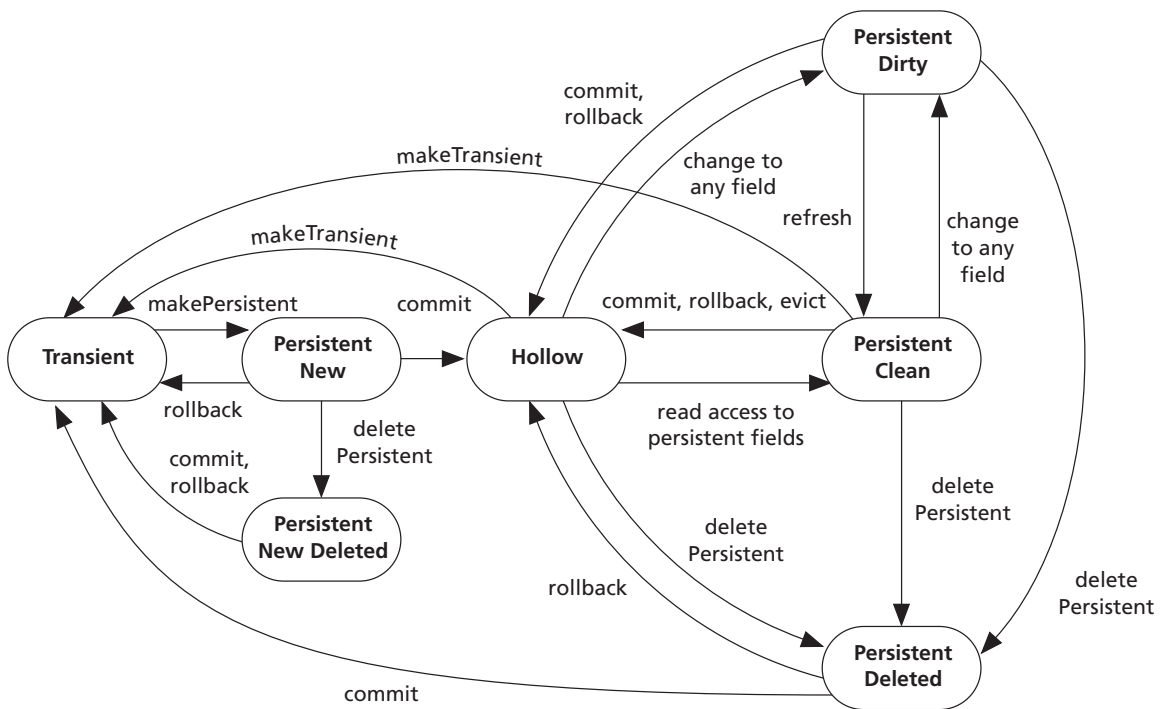 Persistent
Dirty
commit,
rollback
makeTransient
change to
any field
refresh
change
to any
field
makeTransient
makePersistent
commit
commit, rollback, evict
Transient
Persistent
New
Hollow
Persistent
Clean
rollback
read access to
persistent fields
delete
Persistent
commit,
rollback
delete
Persistent
Persistent
New Deleted
delete
Persistent
rollback
delete
Persistent
Persistent
Deleted
commit